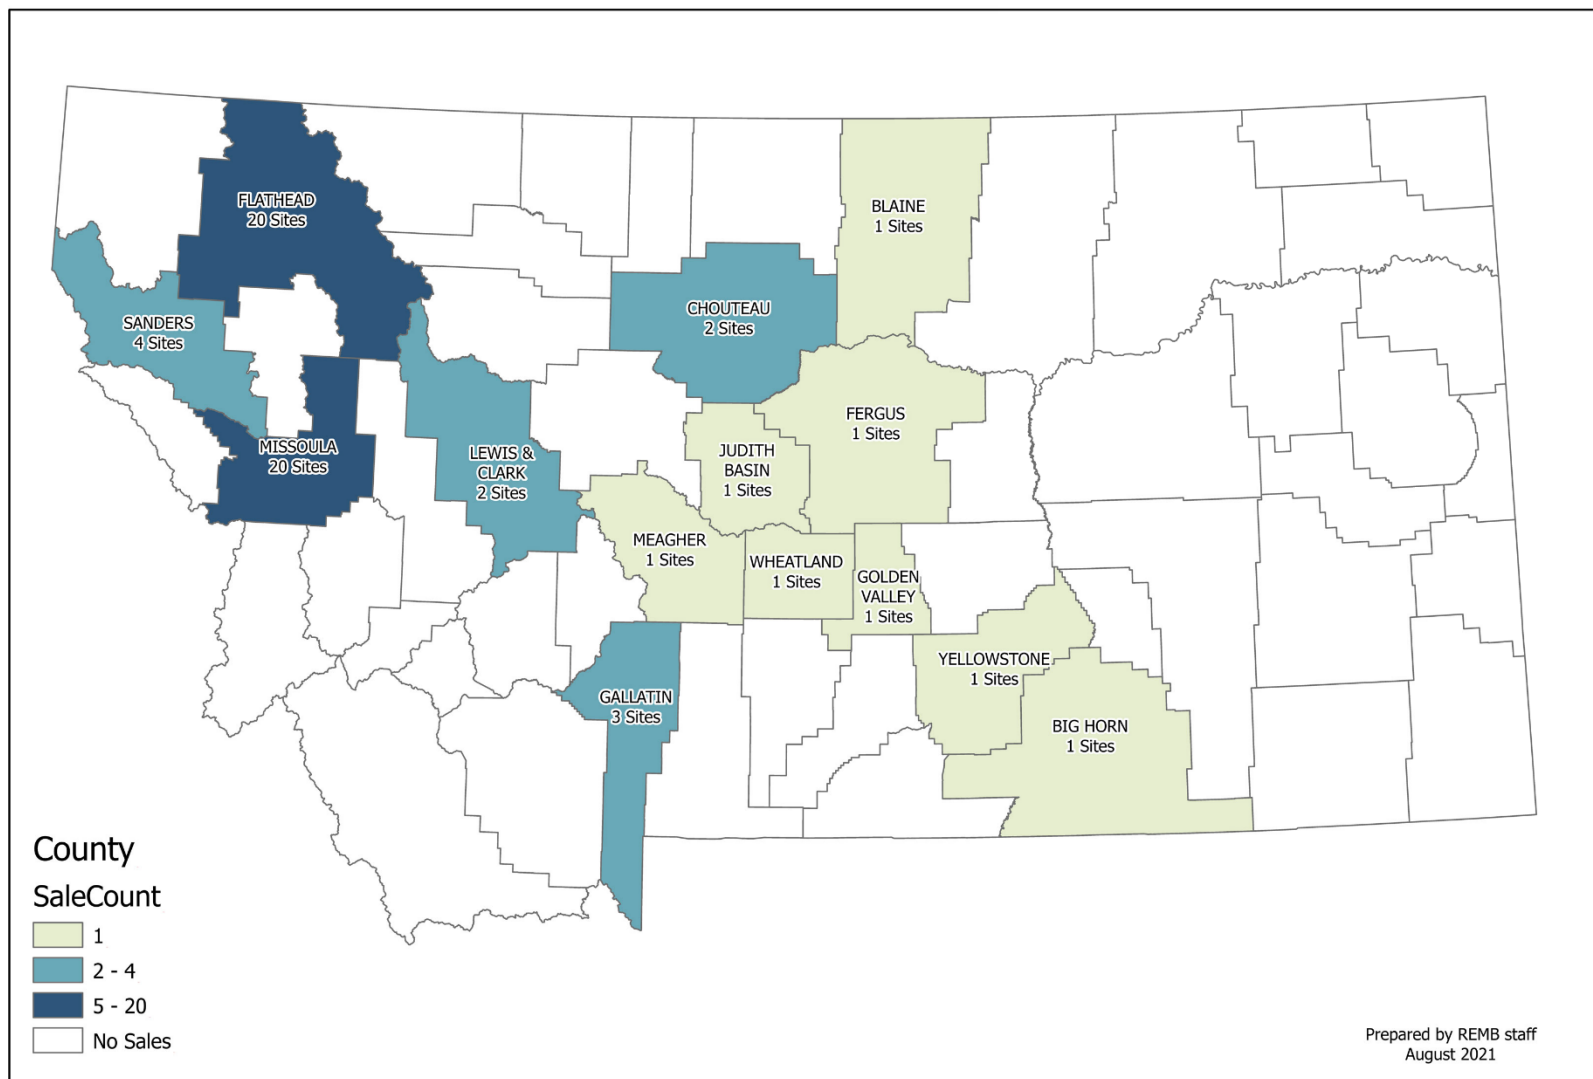 FLATHEAD
20 Sites
BLAINE
1 Sites
SANDERS
4 Sites
CHOUTEAU
2 Sites
MISSOULA
20 Sites
LEWIS &
CLARK
2 Sites
JUDITH
BASIN
1 Sites
FERGUS
1 Sites
MEAGHER
1 Sites
WHEATLAND
1 Sites
GOLDEN
VALLEY
1 Sites
GALLATIN
3 Sites
YELLOWSTONE
1 Sites
BIG HORN
1 Sites
County
SaleCount
1
2 - 4
5 - 20
No Sales
Prepared by REMB staff
August 2021